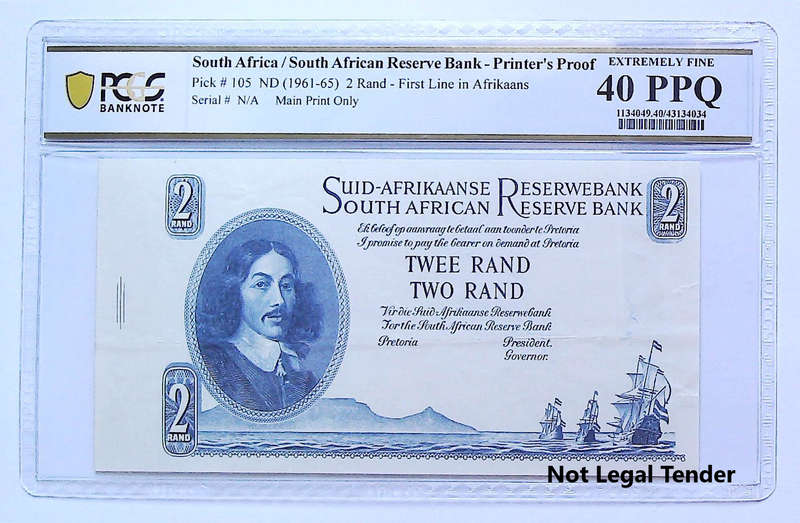 South Africa / South African Reserve Bank - Printer's Proof
Pick # 105 ND (1961-65) 2 Rand - First Line in Afrikaans
Serial # N/A Main Print Only
EXTREMELY FINE
40 PPQ
1134049.40/43134034
PCGS
BANKNOTE
2
RAND
SUID-AFRIKAANSE RESERWEBANK
SOUTH AFRICAN RESERVE BANK
2
RAND
Ek beloof op aanvraag te betaal aan toonder te Pretoria
I promise to pay the bearer on demand at Pretoria
TWEE RAND
TWO RAND
Vir die Suid-Afrikaanse Reserwebank
For the South African Reserve Bank
Pretoria President.
Governor.
2
RAND
Not Legal Tender